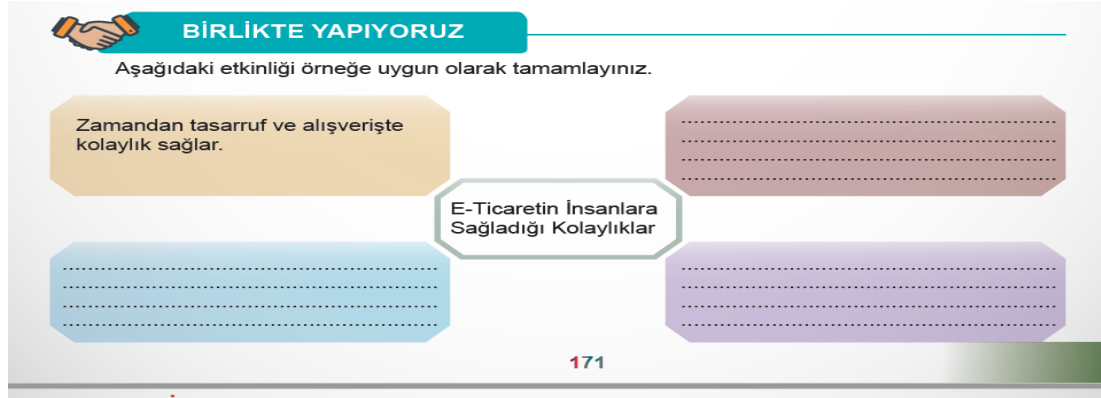 BİRLİKTE YAPIYORUZ
Aşağıdaki etkinliği örneğe uygun olarak tamamlayınız.
Zamandan tasarruf ve alışverişte
kolaylık sağlar.
E-Ticaretin İnsanlara
Sağladığı Kolaylıklar
171